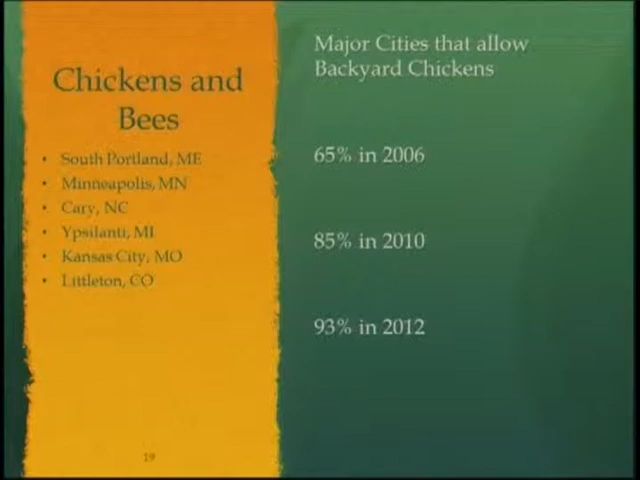 Chickens and
Bees
• South Portland, ME
• Minneapolis, MN
• Cary, NC
• Ypsilanti, MI
• Kansas City, MO
• Littleton, CO
19
Major Cities that allow
Backyard Chickens
65% in 2006
85% in 2010
93% in 2012